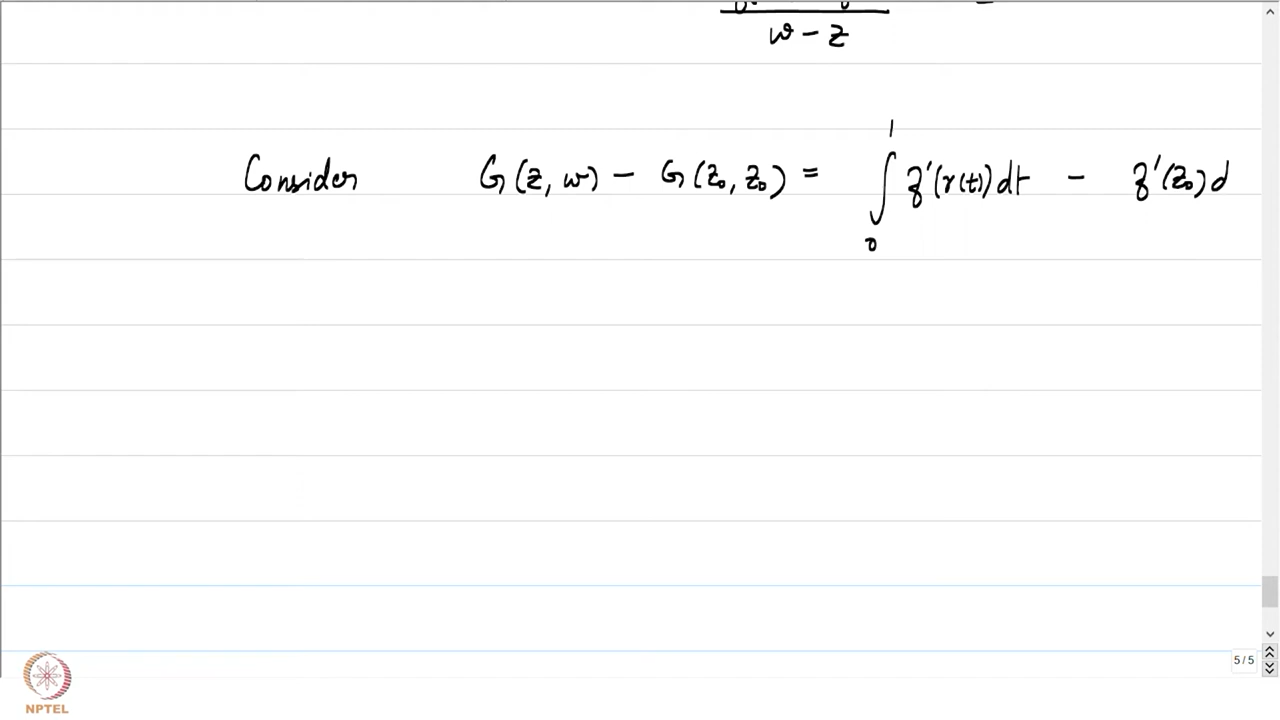 w - z
Consider G(z, w) - G(z₀, z₀) = ∫₀¹ g'(γ(t)) dt - g'(z₀) d
5 / 5
NPTEL